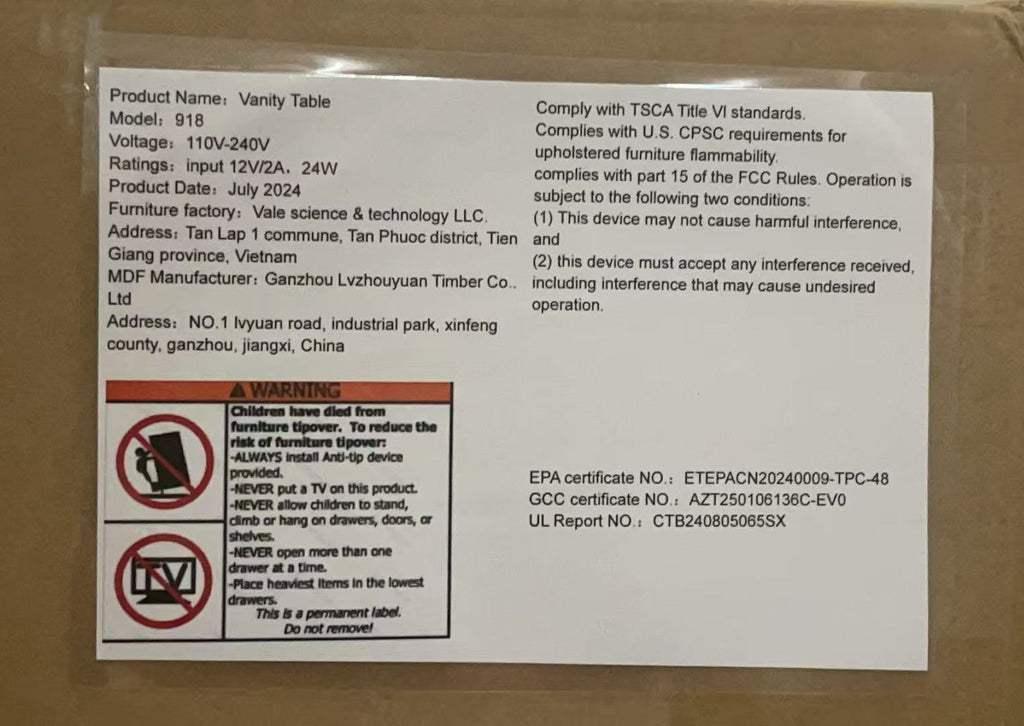 Product Name：Vanity Table
Model：918
Voltage：110V-240V
Ratings：input 12V/2A，24W
Product Date：July 2024
Furniture factory：Vale science & technology LLC.
Address：Tan Lap 1 commune, Tan Phuoc district, Tien
Giang province, Vietnam
MDF Manufacturer：Ganzhou Lvzhouyuan Timber Co..
Ltd
Address：NO.1 lvyuan road, industrial park, xinfeng
county, ganzhou, jiangxi, China
WARNING
Children have died from
furniture tipover. To reduce the
risk of furniture tipover:
-ALWAYS install Anti-tip device
provided.
-NEVER put a TV on this product.
-NEVER allow children to stand,
climb or hang on drawers, doors, or
shelves.
-NEVER open more than one
drawer at a time.
-Place heaviest items in the lowest
drawers.
This is a permanent label.
Do not remove!
TV
Comply with TSCA Title VI standards.
Complies with U.S. CPSC requirements for
upholstered furniture flammability.
complies with part 15 of the FCC Rules. Operation is
subject to the following two conditions:
(1) This device may not cause harmful interference,
and
(2) this device must accept any interference received,
including interference that may cause undesired
operation.
EPA certificate NO.：ETEPACN20240009-TPC-48
GCC certificate NO.：AZT250106136C-EV0
UL Report NO.：CTB240805065SX